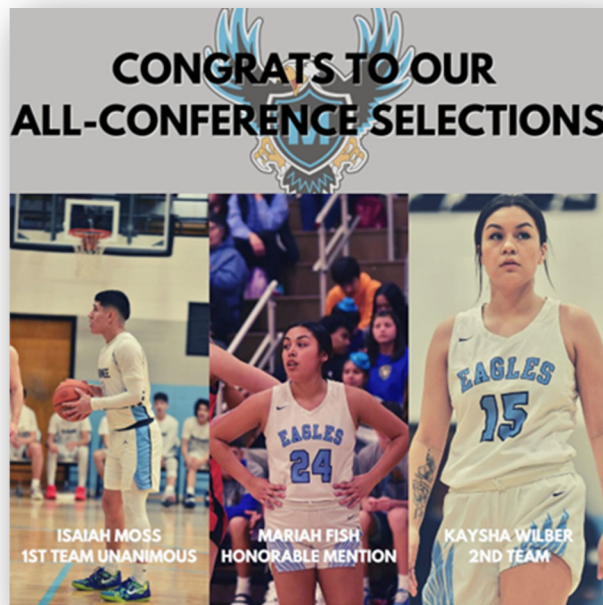 CONGRATS TO OUR
ALL-CONFERENCE SELECTIONS
M
EAGLES
24
EAGLES
15
ISAIAH MOSS
1ST TEAM UNANIMOUS
MARIAH FISH
HONORABLE MENTION
KAYSHA WILBER
2ND TEAM